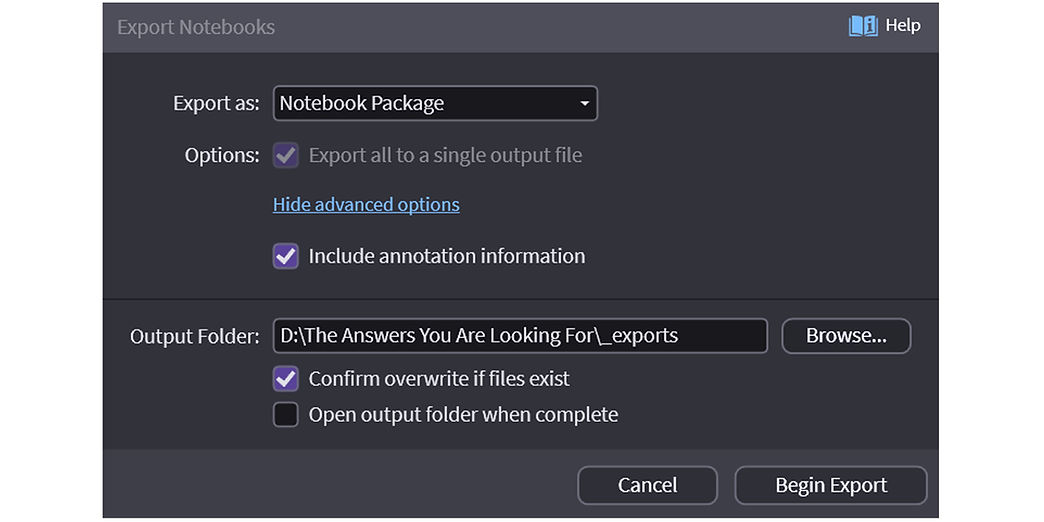 Export Notebooks
Help
Export as: Notebook Package
Options: Export all to a single output file
Hide advanced options
Include annotation information
Output Folder: D:\The Answers You Are Looking For\_exports Browse...
Confirm overwrite if files exist
Open output folder when complete
Cancel Begin Export